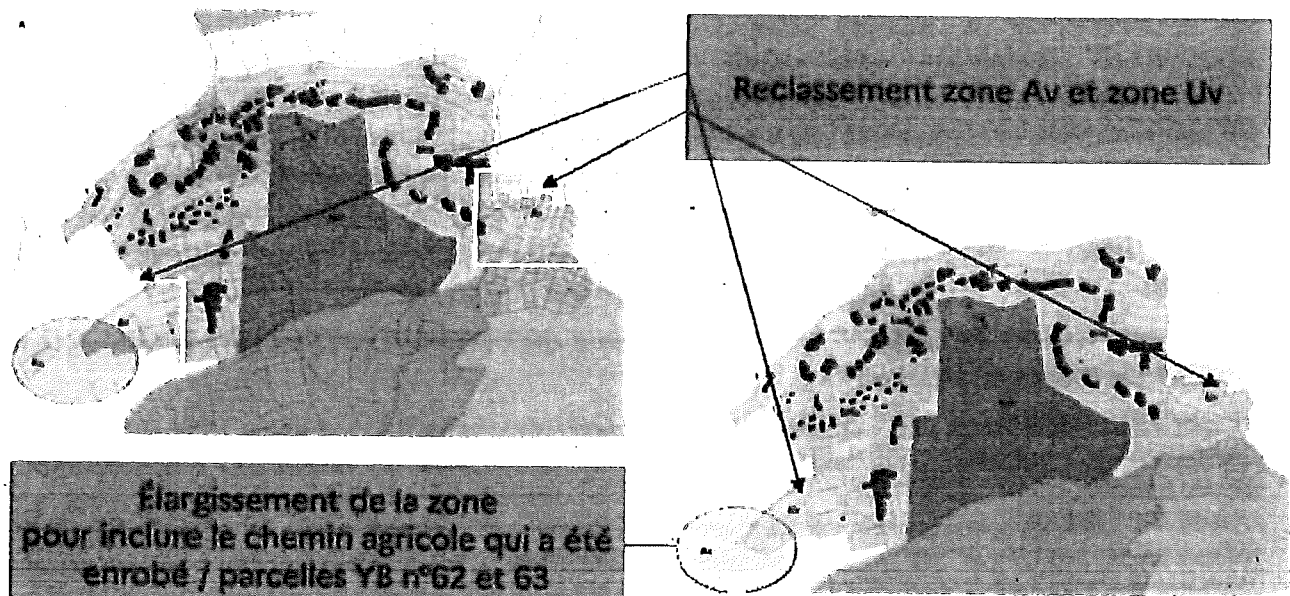 Reclassement zone Av et zone Uv
Élargissement de la zone
pour inclure le chemin agricole qui a été
enrobé / parcelles YB n°62 et 63